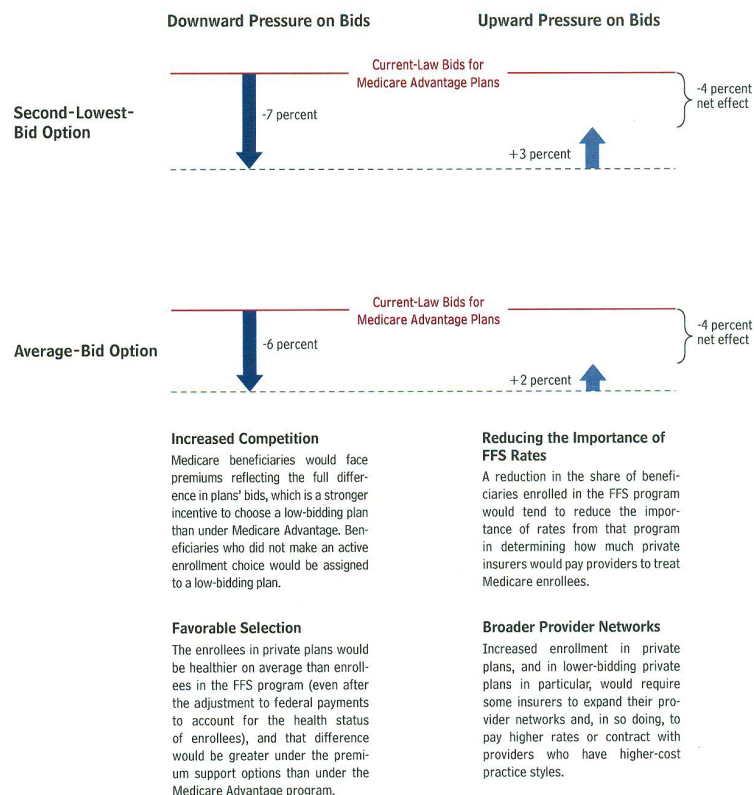 Downward Pressure on Bids
Upward Pressure on Bids
Current-Law Bids for
Medicare Advantage Plans
-4 percent
net effect
Second-Lowest-
Bid Option
-7 percent
+3 percent
Current-Law Bids for
Medicare Advantage Plans
-4 percent
net effect
Average-Bid Option
-6 percent
+2 percent
Increased Competition
Medicare beneficiaries would face
premiums reflecting the full differ-
ence in plans' bids, which is a stronger
incentive to choose a low-bidding plan
than under Medicare Advantage. Ben-
eficiaries who did not make an active
enrollment choice would be assigned
to a low-bidding plan.
Reducing the Importance of
FFS Rates
A reduction in the share of benefi-
ciaries enrolled in the FFS program
would tend to reduce the impor-
tance of rates from that program
in determining how much private
insurers would pay providers to treat
Medicare enrollees.
Favorable Selection
The enrollees in private plans would
be healthier on average than enroll-
ees in the FFS program (even after
the adjustment to federal payments
to account for the health status
of enrollees), and that difference
would be greater under the premi-
um support options than under the
Medicare Advantage program.
Broader Provider Networks
Increased enrollment in private
plans, and in lower-bidding private
plans in particular, would require
some insurers to expand their pro-
vider networks and, in so doing, to
pay higher rates or contract with
providers who have higher-cost
practice styles.